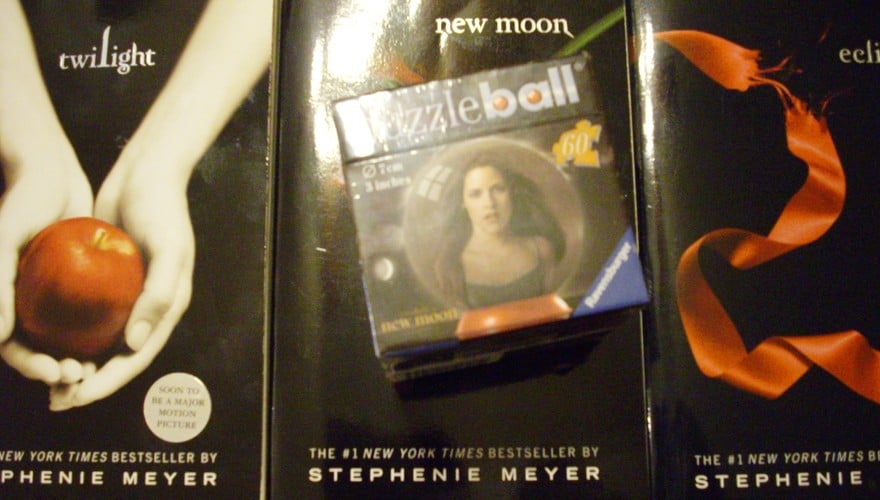 twilight
SOON TO
BE A MAJOR
MOTION
PICTURE
NEW YORK TIMES BESTSELLER BY
PHENIE MEYER
new moon
puzzleball
60
Ø 7 cm
3 inches
new moon
Ravensburger
THE #1 NEW YORK TIMES BESTSELLER BY
STEPHENIE MEYER
ecli
THE #1 NEW YORK TIMES BES
STEPHENIE